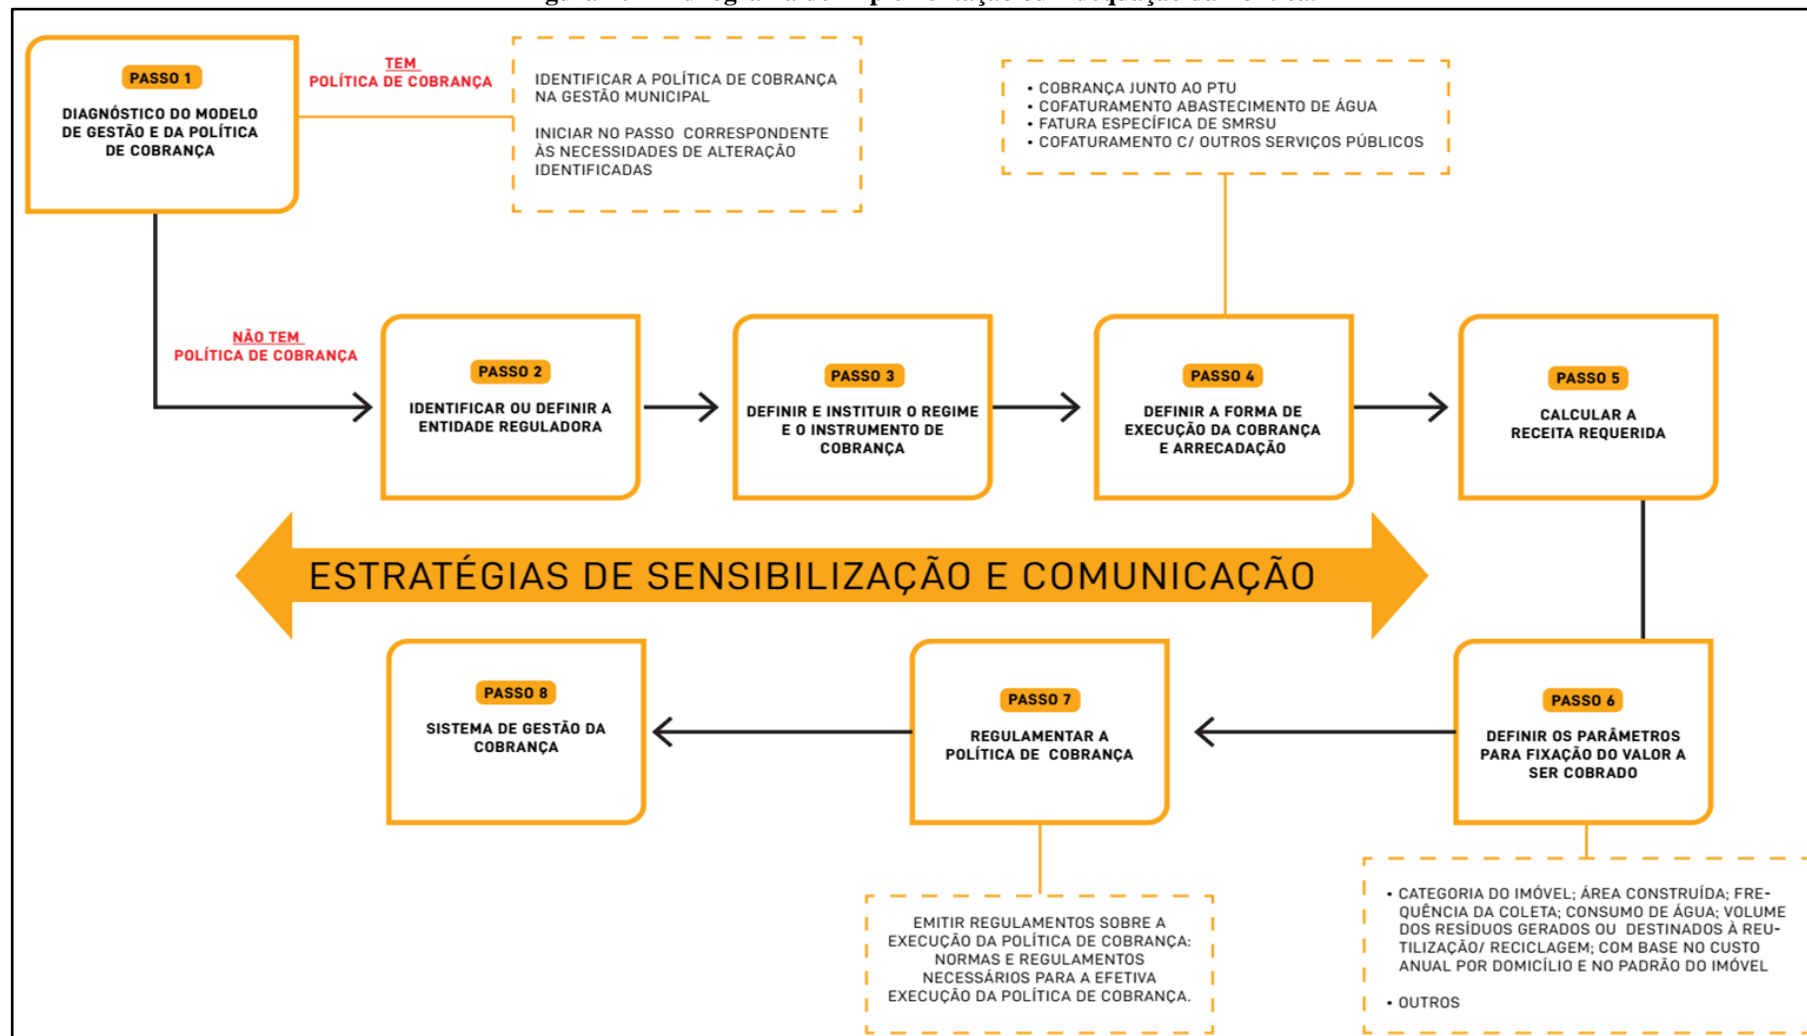 PASSO 1
DIAGNÓSTICO DO MODELO
DE GESTÃO E DA POLÍTICA
DE COBRANÇA
TEM
POLÍTICA DE COBRANÇA
IDENTIFICAR A POLÍTICA DE COBRANÇA
NA GESTÃO MUNICIPAL
INICIAR NO PASSO CORRESPONDENTE
ÀS NECESSIDADES DE ALTERAÇÃO
IDENTIFICADAS
• COBRANÇA JUNTO AO PTU
• COFATURAMENTO ABASTECIMENTO DE ÁGUA
• FATURA ESPECÍFICA DE SMRSU
• COFATURAMENTO C/ OUTROS SERVIÇOS PÚBLICOS
NÃO TEM
POLÍTICA DE COBRANÇA
PASSO 2
IDENTIFICAR OU DEFINIR A
ENTIDADE REGULADORA
PASSO 3
DEFINIR E INSTITUIR O REGIME
E O INSTRUMENTO DE
COBRANÇA
PASSO 4
DEFINIR A FORMA DE
EXECUÇÃO DA COBRANÇA
E ARRECADAÇÃO
PASSO 5
CALCULAR A
RECEITA REQUERIDA
ESTRATÉGIAS DE SENSIBILIZAÇÃO E COMUNICAÇÃO
PASSO 8
SISTEMA DE GESTÃO DA
COBRANÇA
PASSO 7
REGULAMENTAR A
POLÍTICA DE COBRANÇA
PASSO 6
DEFINIR OS PARÂMETROS
PARA FIXAÇÃO DO VALOR A
SER COBRADO
EMITIR REGULAMENTOS SOBRE A
EXECUÇÃO DA POLÍTICA DE COBRANÇA:
NORMAS E REGULAMENTOS
NECESSÁRIOS PARA A EFETIVA
EXECUÇÃO DA POLÍTICA DE COBRANÇA.
• CATEGORIA DO IMÓVEL; ÁREA CONSTRUÍDA; FRE-
QUÊNCIA DA COLETA; CONSUMO DE ÁGUA; VOLUME
DOS RESÍDUOS GERADOS OU DESTINADOS À REU-
TILIZAÇÃO/ RECICLAGEM; COM BASE NO CUSTO
ANUAL POR DOMICÍLIO E NO PADRÃO DO IMÓVEL
• OUTROS